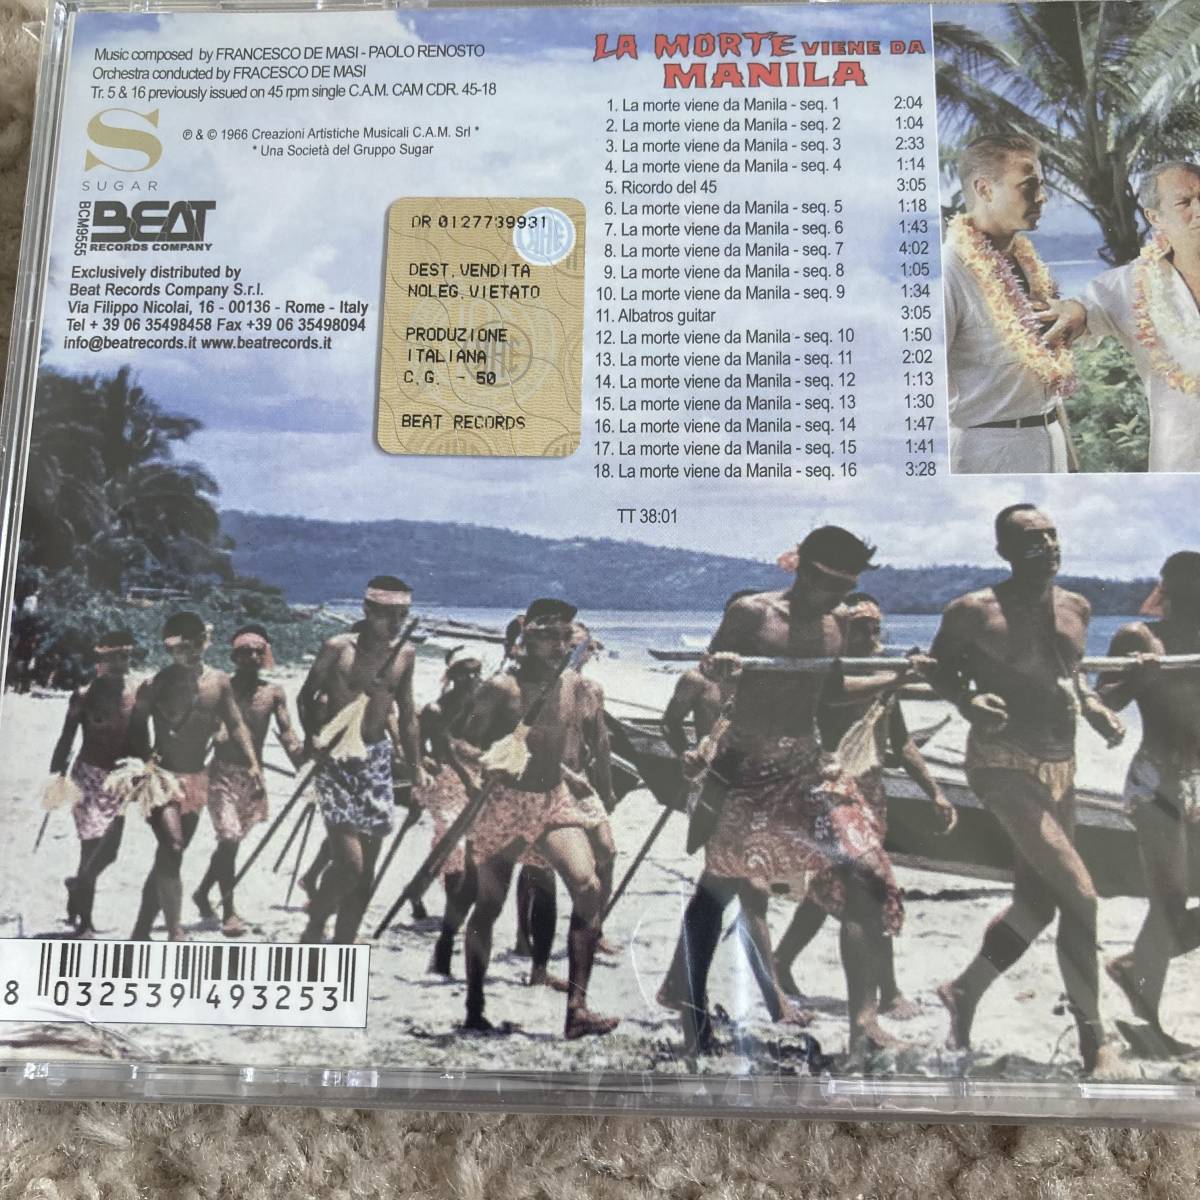 Music composed by FRANCESCO DE MASI - PAOLO RENOSTO
Orchestra conducted by FRACESCO DE MASI
Tr. 5 & 16 previously issued on 45 rpm single C.A.M. CAM CDR. 45-18
S
SUGAR
℗ & © 1966 Creazioni Artistiche Musicali C.A.M. Srl *
* Una Società del Gruppo Sugar
BCM9555
BEAT
RECORDS COMPANY
Exclusively distributed by
Beat Records Company S.r.l.
Via Filippo Nicolai, 16 - 00136 - Rome - Italy
Tel + 39 06 35498458 Fax +39 06 35498094
info@beatrecords.it www.beatrecords.it
DR 0127739931
DEST.VENDITA
NOLEG.VIETATO
PRODUZIONE
ITALIANA
C.G. - 50
BEAT RECORDS
LA MORTE VIENE DA
MANILA
1. La morte viene da Manila - seq. 1 2:04
2. La morte viene da Manila - seq. 2 1:04
3. La morte viene da Manila - seq. 3 2:33
4. La morte viene da Manila - seq. 4 1:14
5. Ricordo del 45 3:05
6. La morte viene da Manila - seq. 5 1:18
7. La morte viene da Manila - seq. 6 1:43
8. La morte viene da Manila - seq. 7 4:02
9. La morte viene da Manila - seq. 8 1:05
10. La morte viene da Manila - seq. 9 1:34
11. Albatros guitar 3:05
12. La morte viene da Manila - seq. 10 1:50
13. La morte viene da Manila - seq. 11 2:02
14. La morte viene da Manila - seq. 12 1:13
15. La morte viene da Manila - seq. 13 1:30
16. La morte viene da Manila - seq. 14 1:47
17. La morte viene da Manila - seq. 15 1:41
18. La morte viene da Manila - seq. 16 3:28
TT 38:01
8 032539 493253